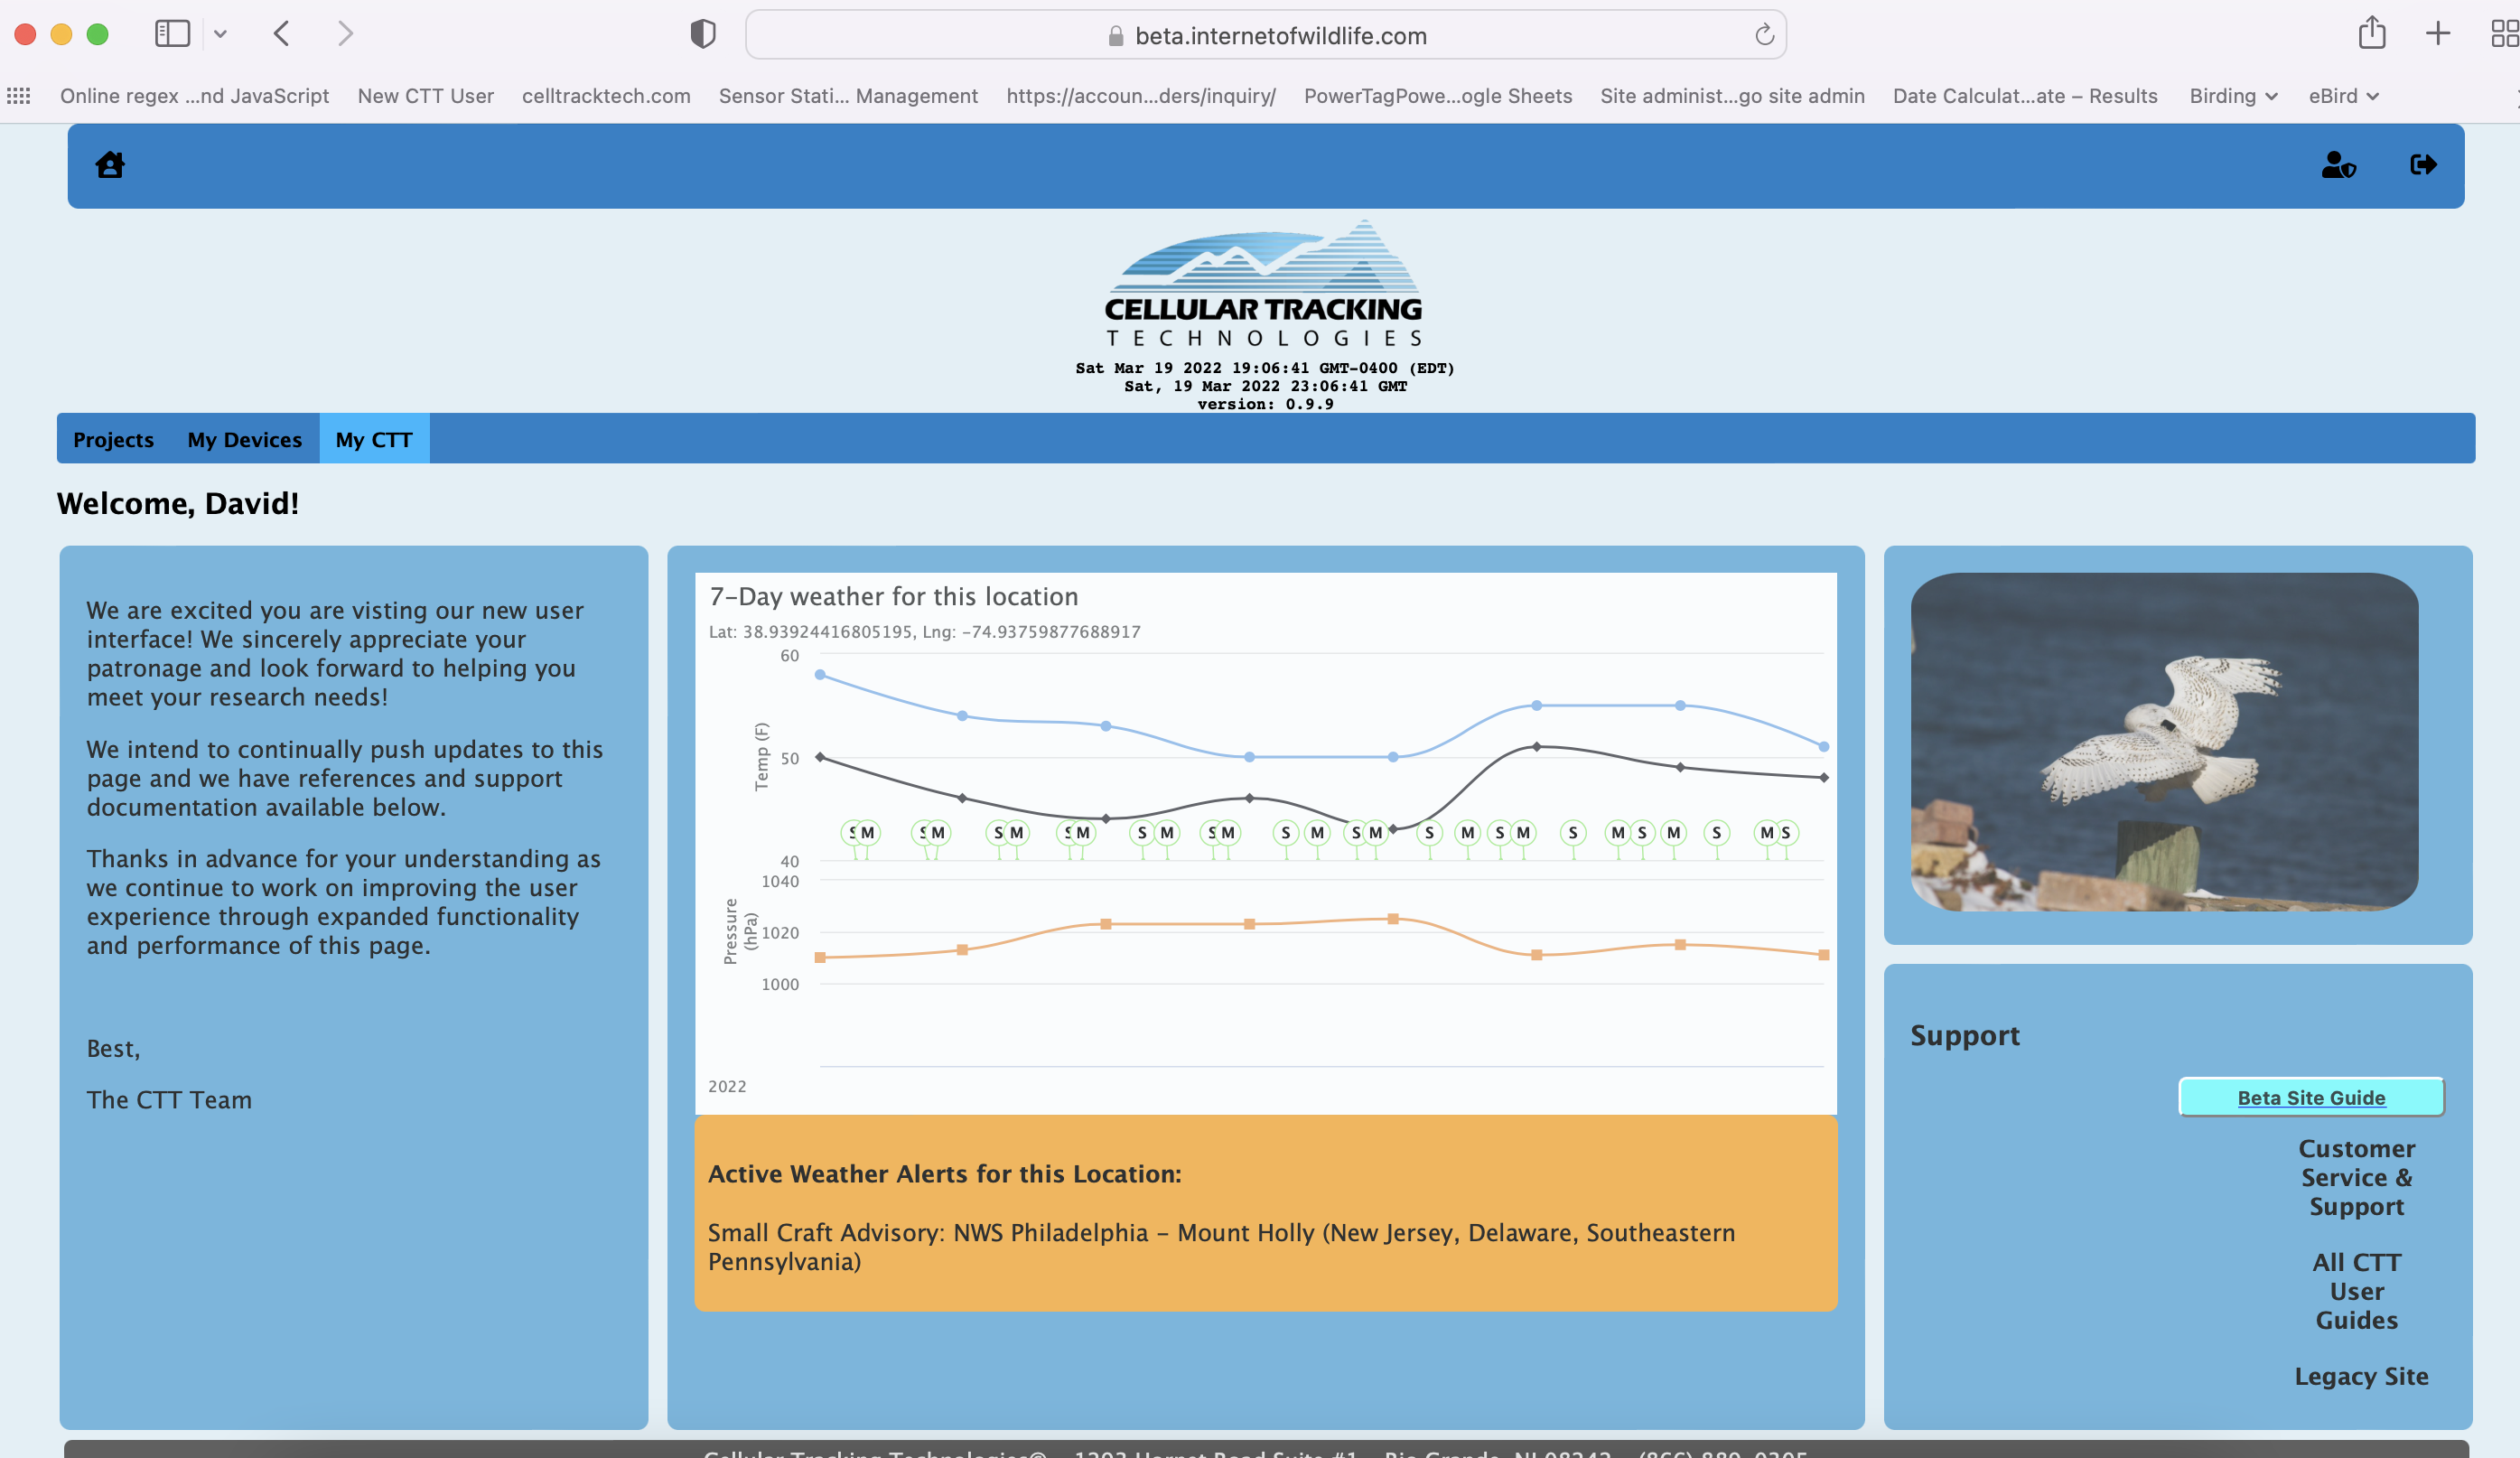 beta.internetofwildlife.com
Online regex ...nd JavaScript New CTT User celltracktech.com Sensor Stati... Management https://accoun...ders/inquiry/ PowerTagPowe...ogle Sheets Site administ...go site admin Date Calculat...ate – Results Birding eBird
CELLULAR TRACKING
TECHNOLOGIES
Sat Mar 19 2022 19:06:41 GMT-0400 (EDT)
Sat, 19 Mar 2022 23:06:41 GMT
version: 0.9.9
Projects My Devices My CTT
Welcome, David!
We are excited you are visting our new user
interface! We sincerely appreciate your
patronage and look forward to helping you
meet your research needs!
We intend to continually push updates to this
page and we have references and support
documentation available below.
Thanks in advance for your understanding as
we continue to work on improving the user
experience through expanded functionality
and performance of this page.
Best,
The CTT Team
7-Day weather for this location
Lat: 38.93924416805195, Lng: -74.93759877688917
60
Temp (F)
50
S M S M S M S M S M S M S M S M S M S M S M S M S M S
40
1040
Pressure
(hPa)
1020
1000
2022
Active Weather Alerts for this Location:
Small Craft Advisory: NWS Philadelphia - Mount Holly (New Jersey, Delaware, Southeastern
Pennsylvania)
Support
Beta Site Guide
Customer
Service &
Support
All CTT
User
Guides
Legacy Site
Cellular Tracking Technologies